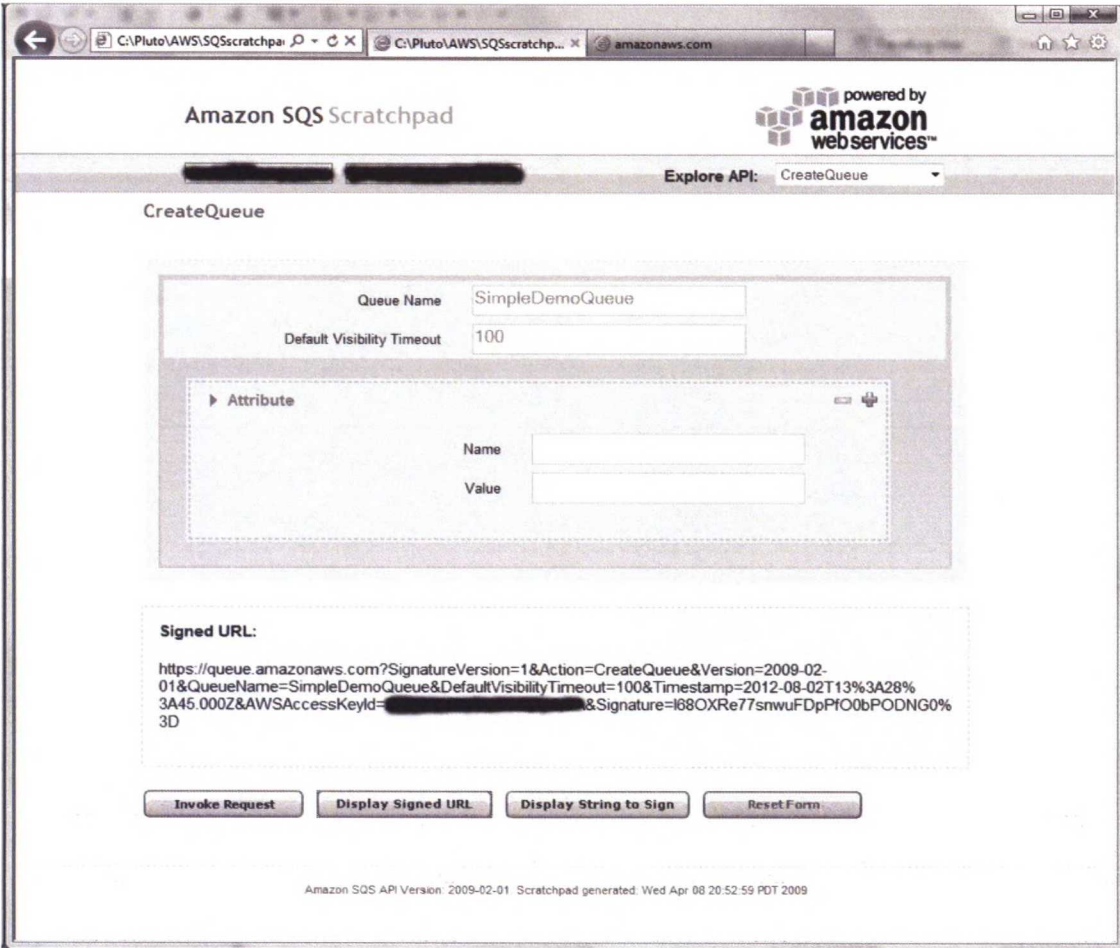 C:\Pluto\AWS\SQSscratchpa
C:\Pluto\AWS\SQSscratchp...
amazonaws.com
Amazon SQS Scratchpad
powered by
amazon
webservices™
Explore API:
CreateQueue
CreateQueue
Queue Name
SimpleDemoQueue
Default Visibility Timeout
100
Attribute
Name
Value
Signed URL:
https://queue.amazonaws.com?SignatureVersion=1&Action=CreateQueue&Version=2009-02-
01&QueueName=SimpleDemoQueue&DefaultVisibilityTimeout=100&Timestamp=2012-08-02T13%3A28%
3A45.000Z&AWSAccessKeyId= &Signature=I68OXRe77snwuFDpPfO0bPODNG0%
3D
Invoke Request
Display Signed URL
Display String to Sign
Reset Form
Amazon SQS API Version: 2009-02-01 Scratchpad generated: Wed Apr 08 20:52:59 PDT 2009